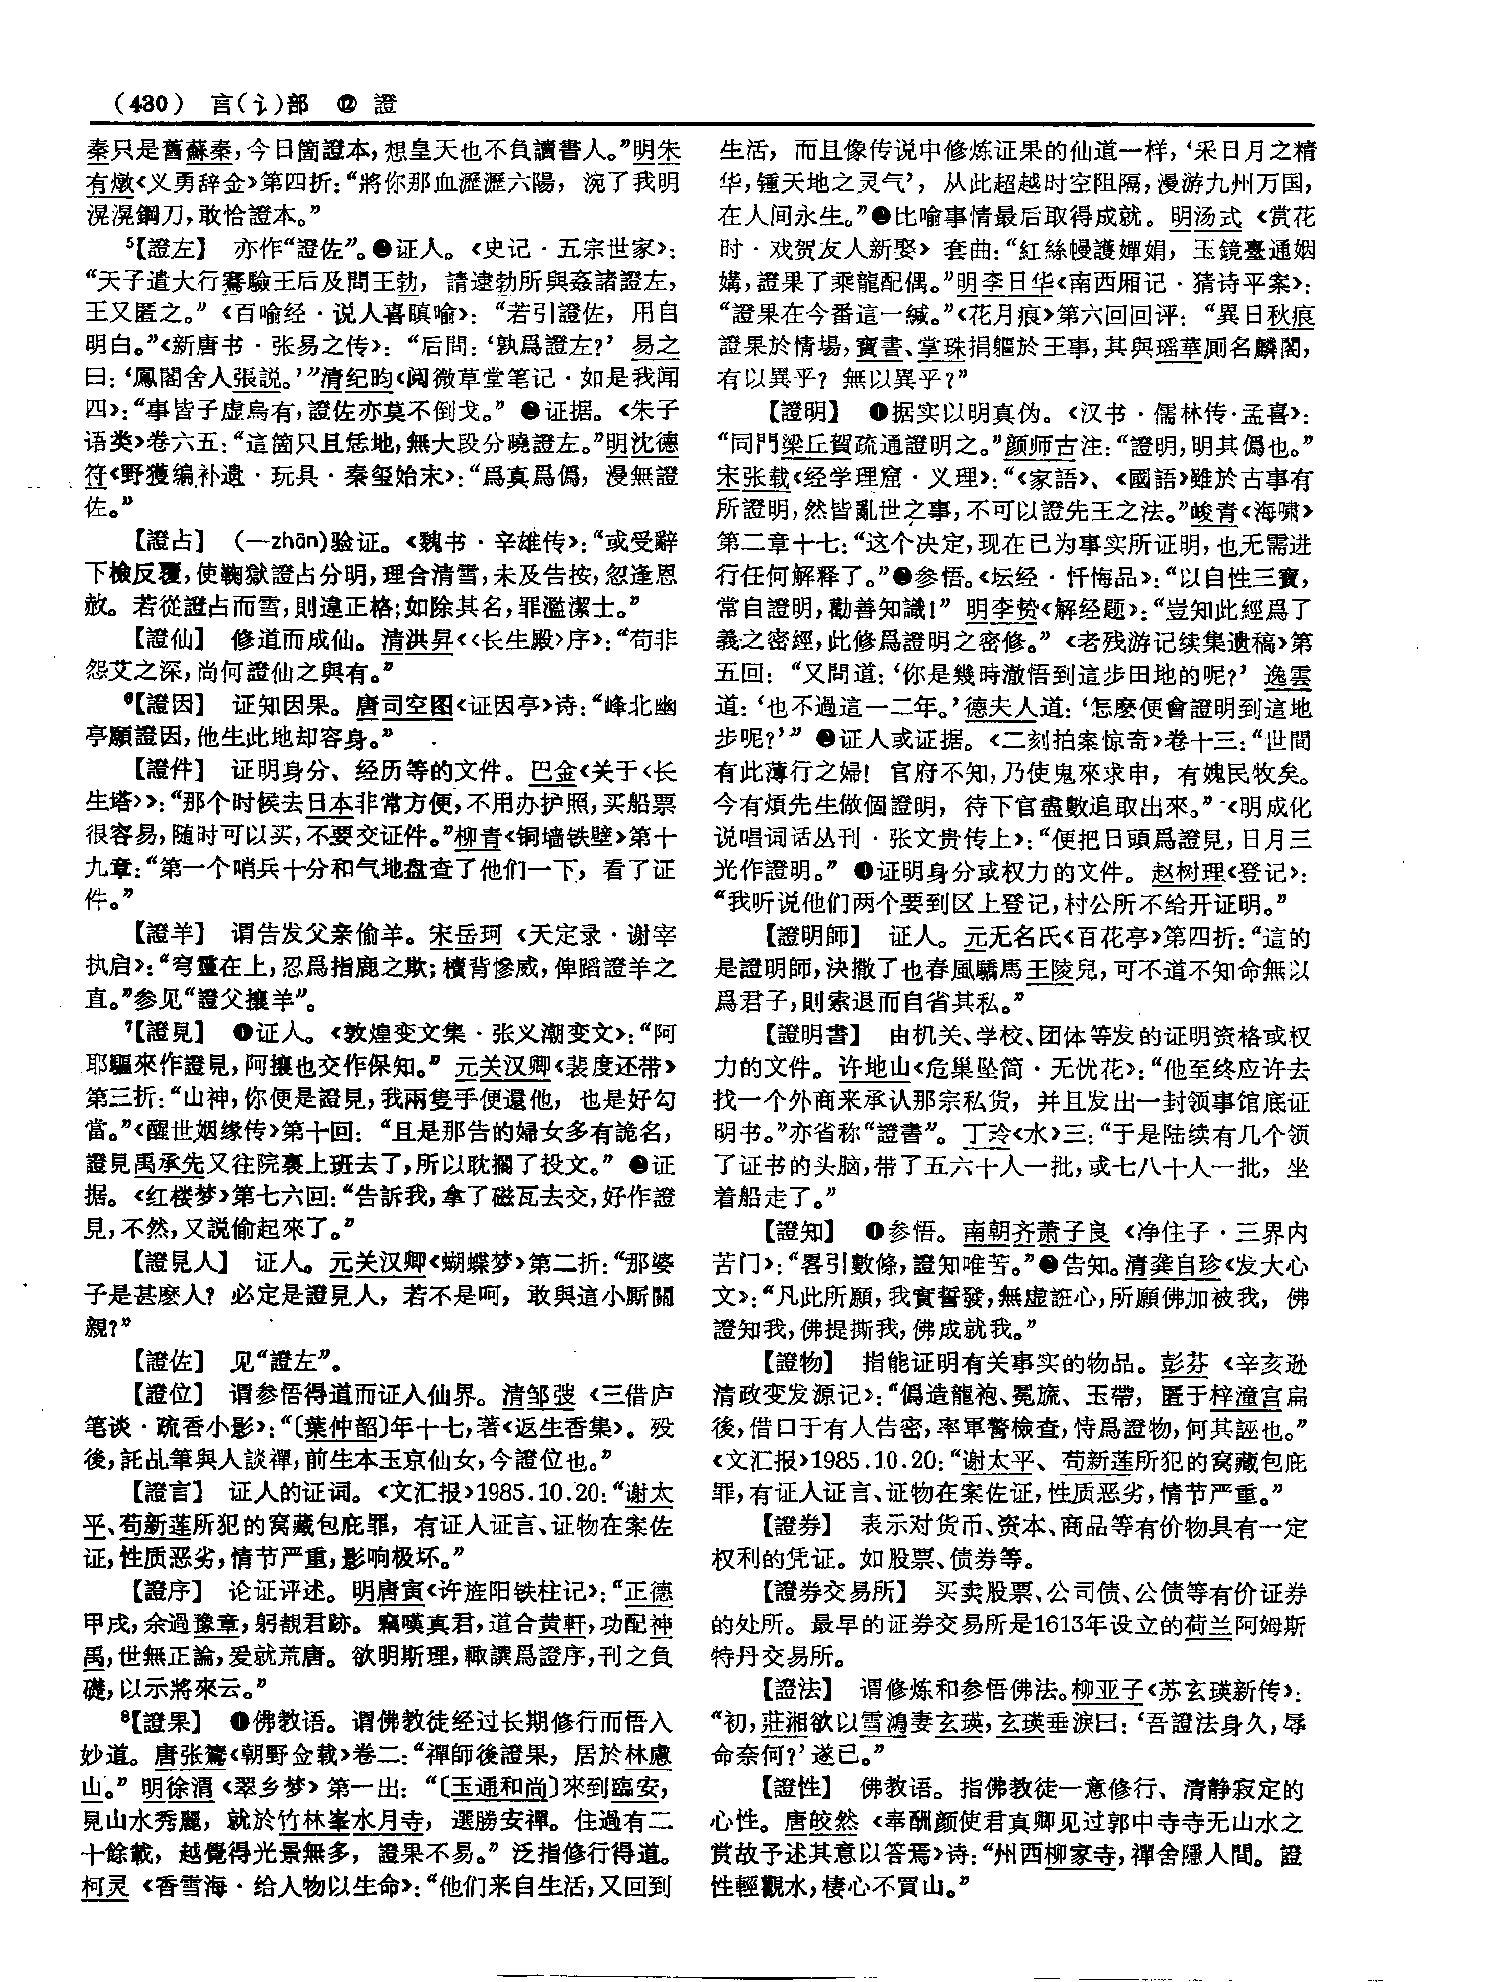 (430) 言(讠)部 ⑫ 證
秦只是舊蘇秦,今日箇證本,想皇天也不負讀書人。”明朱
有燉《义勇辞金》第四折:“將你那血瀝瀝六陽,涴了我明
滉滉鋼刀,敢恰證本。”
5【證左】 亦作“證佐”。❶证人。《史记·五宗世家》:
“天子遣大行騫驗王后及問王勃,請逮勃所與姦諸證左,
王又匿之。”《百喻经·说人喜瞋喻》:“若引證佐,用自
明白。”《新唐书·张易之传》:“后問:‘孰爲證左?’易之
曰:‘鳳閣舍人張説。’”清纪昀《阅微草堂笔记·如是我闻
四》:“事皆子虚烏有,證佐亦莫不倒戈。”❷证据。《朱子
语类》卷六五:“這箇只且恁地,無大段分曉證左。”明沈德
符《野獲编补遗·玩具·秦玺始末》:“爲真爲僞,漫無證
佐。”
【證占】 (—zhān)验证。《魏书·辛雄传》:“或受辭
下檢反覆,使鞫獄證占分明,理合清雪,未及告按,忽逢恩
赦。若從證占而雪,則違正格;如除其名,罪濫潔士。”
【證仙】 修道而成仙。清洪昇《〈长生殿〉序》:“苟非
怨艾之深,尚何證仙之與有。”
6【證因】 证知因果。唐司空图《证因亭》诗:“峰北幽
亭願證因,他生此地却容身。”
【證件】 证明身分、经历等的文件。巴金《关于〈长
生塔〉》:“那个时候去日本非常方便,不用办护照,买船票
很容易,随时可以买,不要交证件。”柳青《铜墙铁壁》第十
九章:“第一个哨兵十分和气地盘查了他们一下,看了证
件。”
【證羊】 谓告发父亲偷羊。宋岳珂《天定录·谢宰
执启》:“穹靈在上,忍爲指鹿之欺;櫝背慘威,俾蹈證羊之
直。”参见“證父攘羊”。
7【證見】 ❶证人。《敦煌变文集·张义潮变文》:“阿
耶驅來作證見,阿攘也交作保知。”元关汉卿《裴度还带》
第三折:“山神,你便是證見,我兩隻手便還他,也是好勾
當。”《醒世姻缘传》第十回:“且是那告的婦女多有詭名,
證見禹承先又往院裏上班去了,所以耽擱了投文。”❷证
据。《红楼梦》第七六回:“告訴我,拿了磁瓦去交,好作證
見,不然,又説偷起來了。”
【證見人】 证人。元关汉卿《蝴蝶梦》第二折:“那婆
子是甚麽人?必定是證見人,若不是呵,敢與這小厮關
親?”
【證佐】 见“證左”。
【證位】 谓参悟得道而证入仙界。清邹弢《三借庐
笔谈·疏香小影》:“〔葉仲韶〕年十七,著《返生香集》。殁
後,託乩筆與人談禪,前生本玉京仙女,今證位也。”
【證言】 证人的证词。《文汇报》1985.10.20:“谢太
平、苟新莲所犯的窝藏包庇罪,有证人证言、证物在案佐
证,性质恶劣,情节严重,影响极坏。”
【證序】 论证评述。明唐寅《许旌阳铁柱记》:“正德
甲戌,余過豫章,躬覩君跡。竊嘆真君,道合黄軒,功配神
禹,世無正論,爰就荒唐。欲明斯理,輒譔爲證序,刊之負
礎,以示將來云。”
8【證果】 ❶佛教语。谓佛教徒经过长期修行而悟入
妙道。唐张鷟《朝野佥载》卷二:“禪師後證果,居於林慮
山。”明徐渭《翠乡梦》第一出:“〔玉通和尚〕來到臨安,
見山水秀麗,就於竹林峯水月寺,選勝安禪。住過有二
十餘載,越覺得光景無多,證果不易。”泛指修行得道。
柯灵《香雪海·给人物以生命》:“他们来自生活,又回到
生活,而且像传说中修炼证果的仙道一样,‘采日月之精
华,锺天地之灵气’,从此超越时空阻隔,漫游九州万国,
在人间永生。”❷比喻事情最后取得成就。明汤式《赏花
时·戏贺友人新娶》套曲:“紅絲幔護嬋娟,玉鏡臺通姻
媾,證果了乘龍配偶。”明李日华《南西厢记·猜诗平案》:
“證果在今番這一緘。”《花月痕》第六回回评:“異日秋痕
證果於情場,寶書、掌珠捐軀於王事,其與瑶華厠名麟閣,
有以異乎?無以異乎?”
【證明】 ❶据实以明真伪。《汉书·儒林传·孟喜》:
“同門梁丘賀疏通證明之。”颜师古注:“證明,明其僞也。”
宋张载《经学理窟·义理》:“《家語》、《國語》雖於古事有
所證明,然皆亂世之事,不可以證先王之法。”峻青《海啸》
第二章十七:“这个决定,现在已为事实所证明,也无需进
行任何解释了。”❷参悟。《坛经·忏悔品》:“以自性三寶,
常自證明,勸善知識!”明李贽《解经题》:“豈知此經爲了
義之密經,此修爲證明之密修。”《老残游记续集遗稿》第
五回:“又問道:‘你是幾時澈悟到這步田地的呢?’逸雲
道:‘也不過這一二年。’德夫人道:‘怎麽便會證明到這地
步呢?’”❸证人或证据。《二刻拍案惊奇》卷十三:“世間
有此薄行之婦!官府不知,乃使鬼來求申,有媿民牧矣。
今有煩先生做個證明,待下官盡數追取出來。”《明成化
说唱词话丛刊·张文贵传上》:“便把日頭爲證見,日月三
光作證明。”❹证明身分或权力的文件。赵树理《登记》:
“我听说他们两个要到区上登记,村公所不给开证明。”
【證明師】 证人。元无名氏《百花亭》第四折:“這的
是證明師,決撒了也春風驕馬王陵兒,可不道不知命無以
爲君子,則索退而自省其私。”
【證明書】 由机关、学校、团体等发的证明资格或权
力的文件。许地山《危巢坠简·无忧花》:“他至终应许去
找一个外商来承认那宗私货,并且发出一封领事馆底证
明书。”亦省称“證書”。丁玲《水》三:“于是陆续有几个领
了证书的头脑,带了五六十人一批,或七八十人一批,坐
着船走了。”
【證知】 ❶参悟。南朝齐萧子良《净住子·三界内
苦门》:“畧引數條,證知唯苦。”❷告知。清龚自珍《发大心
文》:“凡此所願,我實誓發,無虚誑心,所願佛加被我,佛
證知我,佛提撕我,佛成就我。”
【證物】 指能证明有关事实的物品。彭芬《辛亥逊
清政变发源记》:“僞造龍袍、冕旒、玉帶,匿于梓潼宫扁
後,借口于有人告密,率軍警檢查,恃爲證物,何其誣也。”
《文汇报》1985.10.20:“谢太平、苟新莲所犯的窝藏包庇
罪,有证人证言、证物在案佐证,性质恶劣,情节严重。”
【證券】 表示对货币、资本、商品等有价物具有一定
权利的凭证。如股票、债券等。
【證券交易所】 买卖股票、公司债、公债等有价证券
的处所。最早的证券交易所是1613年设立的荷兰阿姆斯
特丹交易所。
【證法】 谓修炼和参悟佛法。柳亚子《苏玄瑛新传》:
“初,莊湘欲以雪鴻妻玄瑛,玄瑛垂淚曰:‘吾證法身久,辱
命奈何?’遂已。”
【證性】 佛教语。指佛教徒一意修行、清静寂定的
心性。唐皎然《奉酬颜使君真卿见过郭中寺寺无山水之
赏故予述其意以答焉》诗:“州西柳家寺,禪舍隱人間。證
性輕觀水,棲心不買山。”